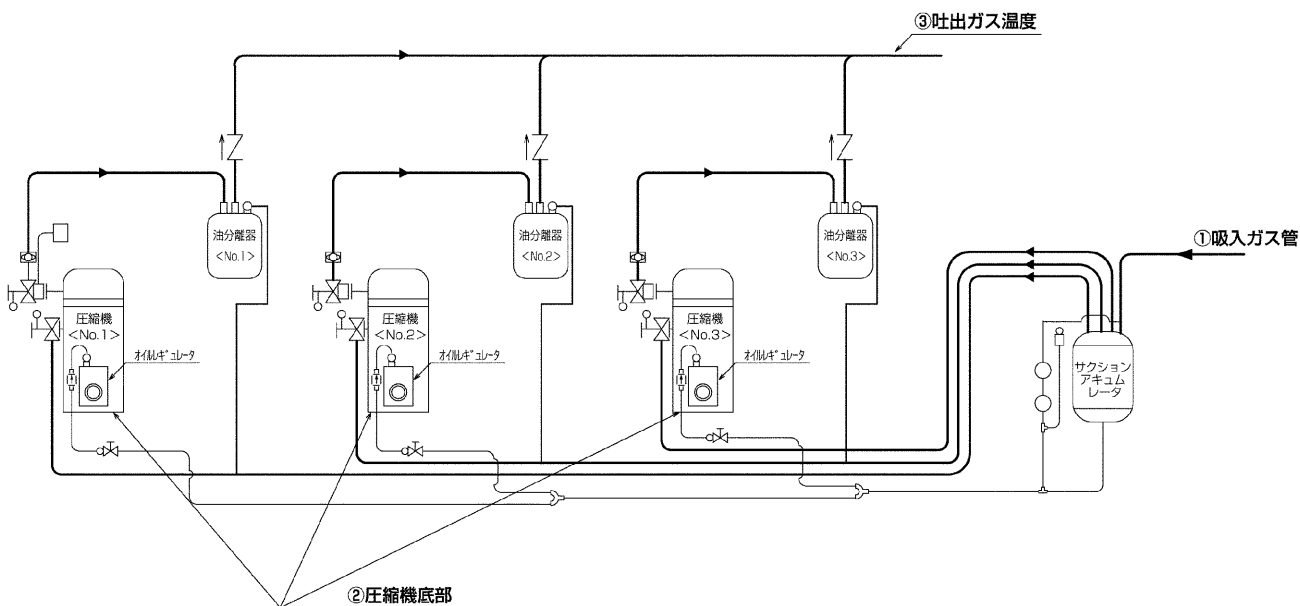 ③吐出ガス温度
油分離器
<No.1>
油分離器
<No.2>
油分離器
<No.3>
①吸入ガス管
圧縮機
<No.1>
圧縮機
<No.2>
圧縮機
<No.3>
オイルレギュレータ
オイルレギュレータ
オイルレギュレータ
サクション
アキュム
レータ
②圧縮機底部